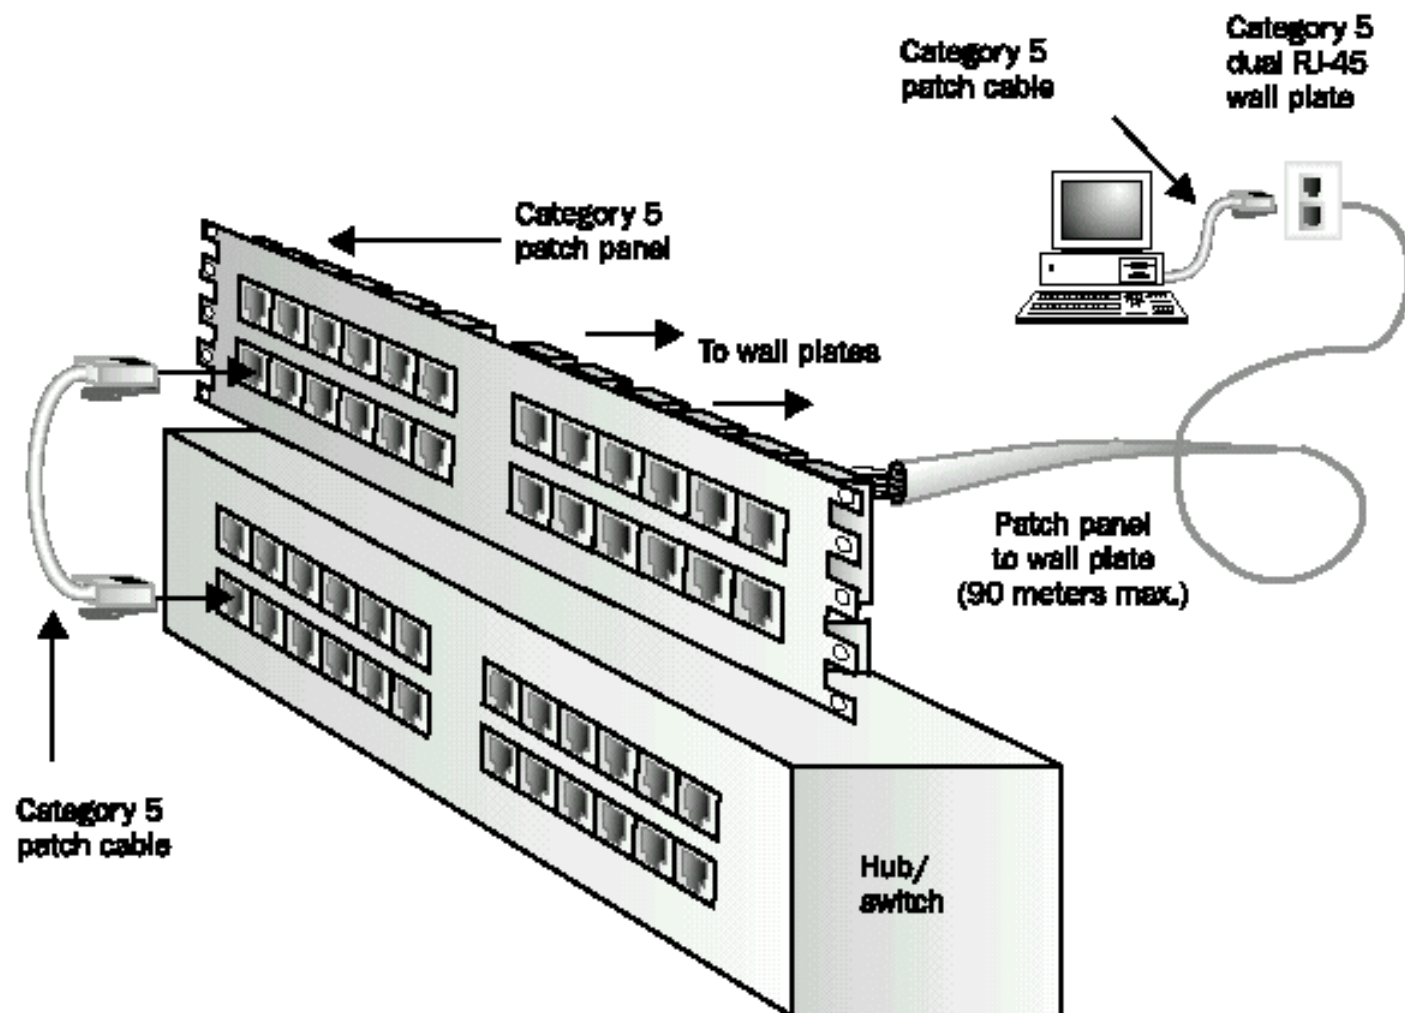 Category 5
patch cable
Category 5
dual RJ-45
wall plate
Category 5
patch panel
To wall plates
Patch panel
to wall plate
(90 meters max.)
Category 5
patch cable
Hub/
switch